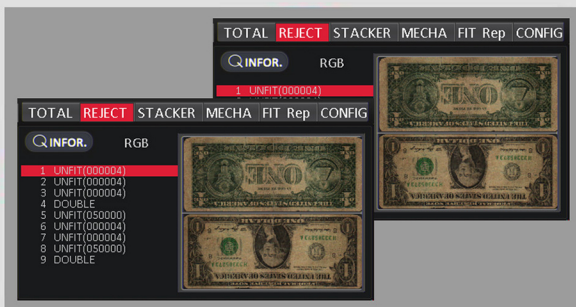 TOTAL REJECT STACKER MECHA FIT Rep CONFIG
INFOR. RGB
1 UNFIT(000004)
TOTAL REJECT STACKER MECHA FIT Rep CONFIG
INFOR. RGB
1 UNFIT(000004)
2 UNFIT(000004)
3 UNFIT(000004)
4 DOUBLE
5 UNFIT(050000)
6 UNFIT(000004)
7 UNFIT(000004)
8 UNFIT(050000)
9 DOUBLE
ONE
ONE